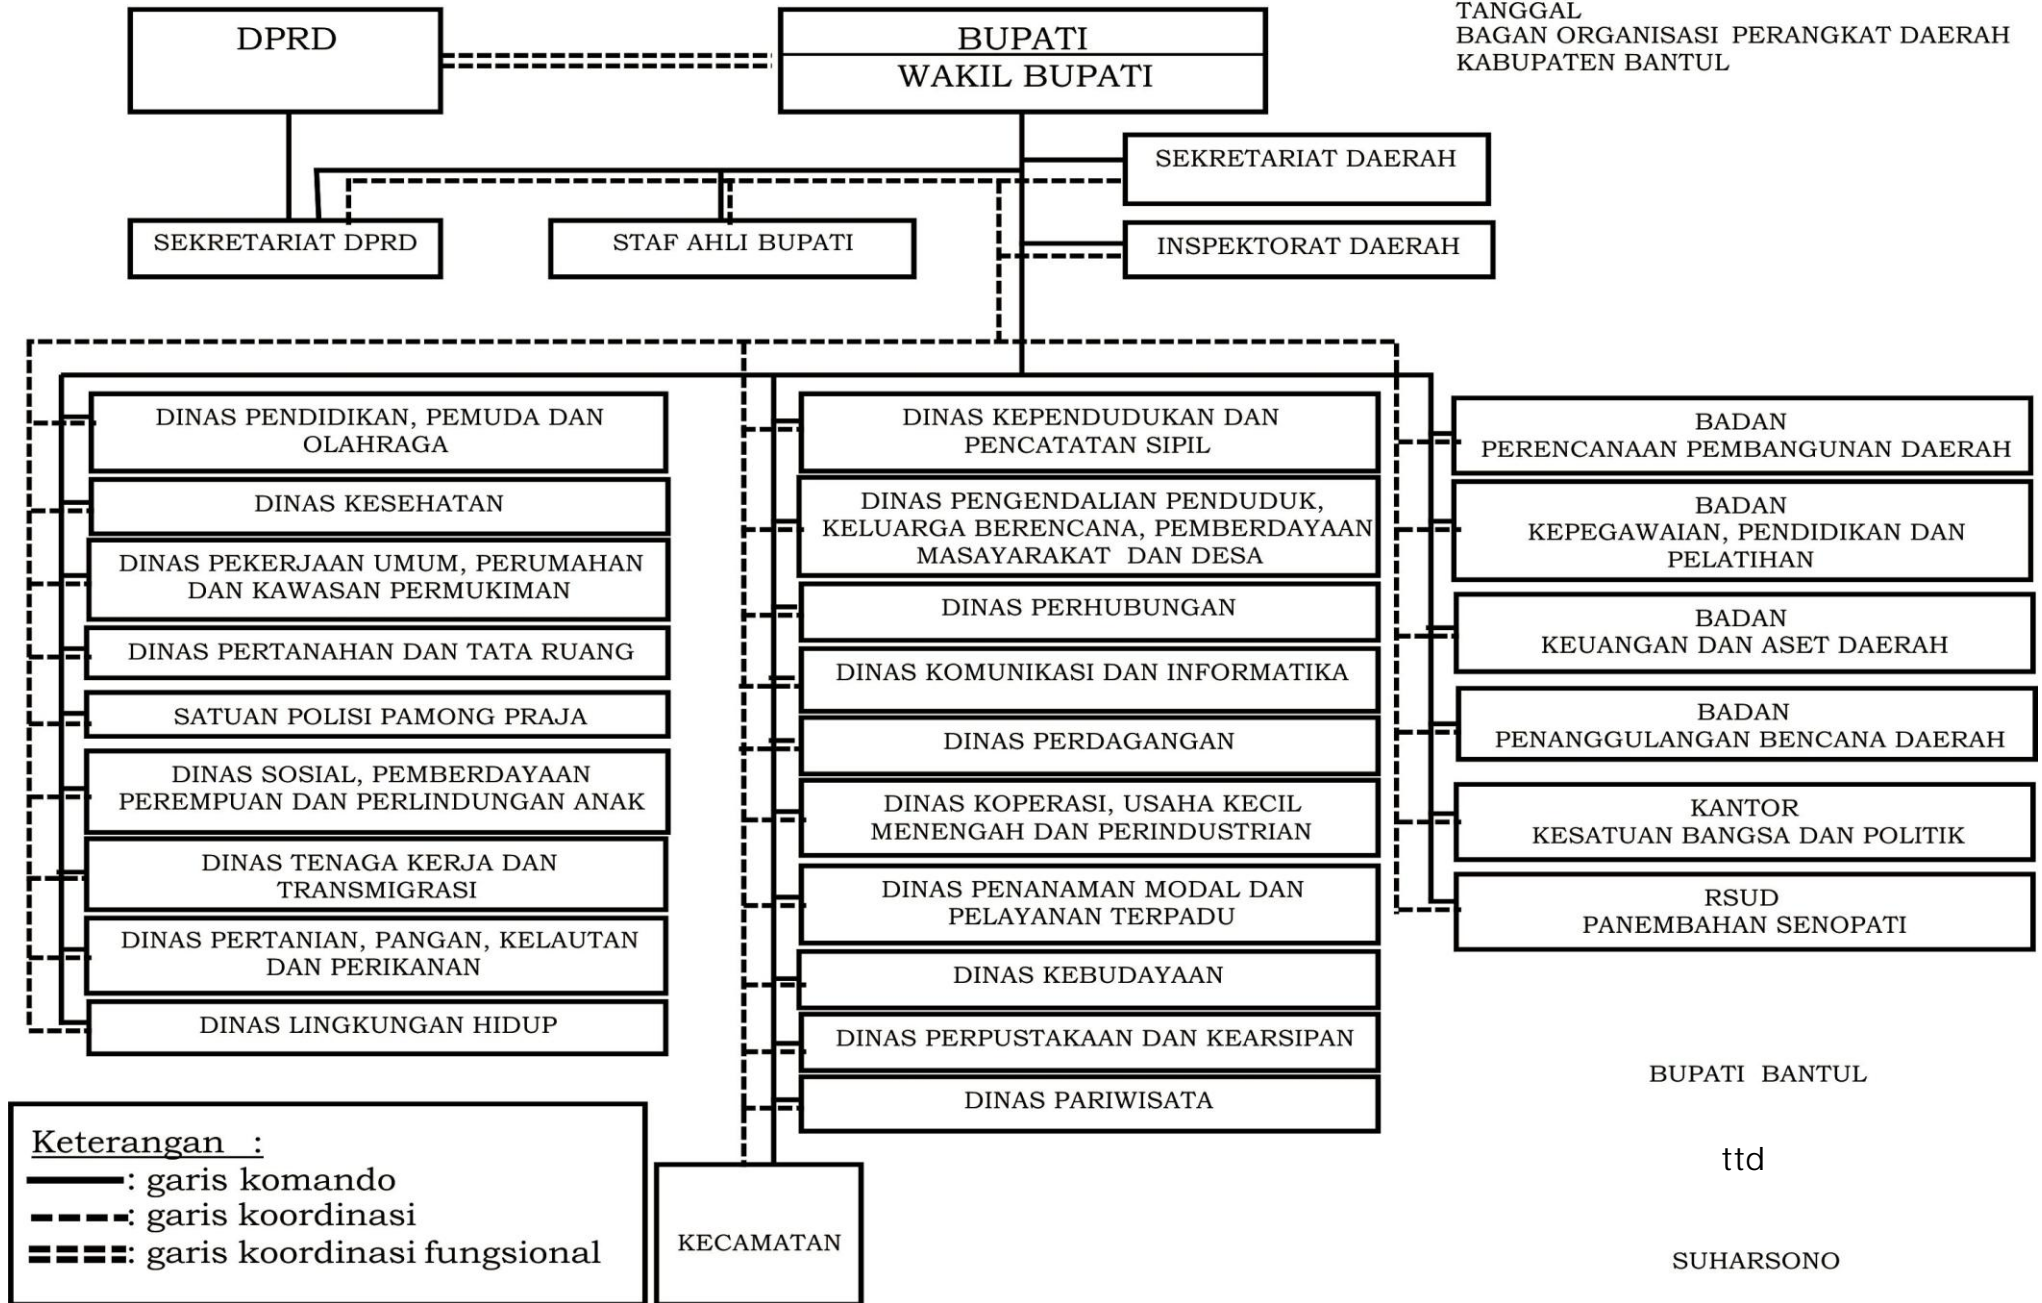 TANGGAL
BAGAN ORGANISASI PERANGKAT DAERAH
KABUPATEN BANTUL
DPRD
BUPATI
WAKIL BUPATI
SEKRETARIAT DAERAH
SEKRETARIAT DPRD
STAF AHLI BUPATI
INSPEKTORAT DAERAH
DINAS PENDIDIKAN, PEMUDA DAN
OLAHRAGA
DINAS KESEHATAN
DINAS PEKERJAAN UMUM, PERUMAHAN
DAN KAWASAN PERMUKIMAN
DINAS PERTANAHAN DAN TATA RUANG
SATUAN POLISI PAMONG PRAJA
DINAS SOSIAL, PEMBERDAYAAN
PEREMPUAN DAN PERLINDUNGAN ANAK
DINAS TENAGA KERJA DAN
TRANSMIGRASI
DINAS PERTANIAN, PANGAN, KELAUTAN
DAN PERIKANAN
DINAS LINGKUNGAN HIDUP
DINAS KEPENDUDUKAN DAN
PENCATATAN SIPIL
DINAS PENGENDALIAN PENDUDUK,
KELUARGA BERENCANA, PEMBERDAYAAN
MASAYARAKAT DAN DESA
DINAS PERHUBUNGAN
DINAS KOMUNIKASI DAN INFORMATIKA
DINAS PERDAGANGAN
DINAS KOPERASI, USAHA KECIL
MENENGAH DAN PERINDUSTRIAN
DINAS PENANAMAN MODAL DAN
PELAYANAN TERPADU
DINAS KEBUDAYAAN
DINAS PERPUSTAKAAN DAN KEARSIPAN
DINAS PARIWISATA
KECAMATAN
BADAN
PERENCANAAN PEMBANGUNAN DAERAH
BADAN
KEPEGAWAIAN, PENDIDIKAN DAN
PELATIHAN
BADAN
KEUANGAN DAN ASET DAERAH
BADAN
PENANGGULANGAN BENCANA DAERAH
KANTOR
KESATUAN BANGSA DAN POLITIK
RSUD
PANEMBAHAN SENOPATI
Keterangan :
: garis komando
: garis koordinasi
: garis koordinasi fungsional
BUPATI BANTUL
ttd
SUHARSONO